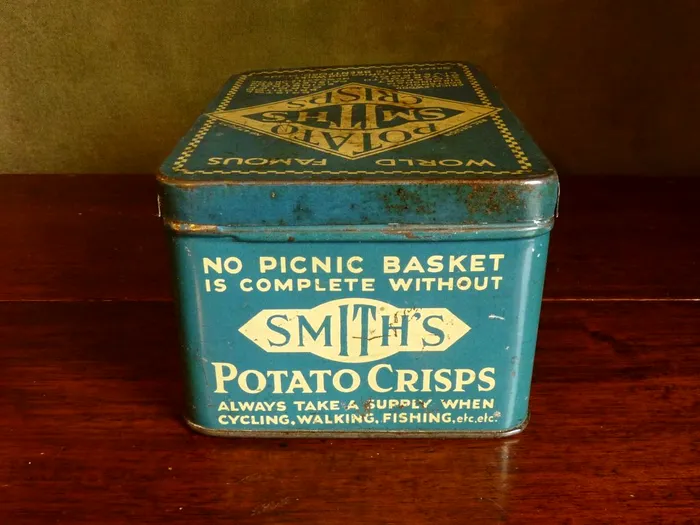 WORLD FAMOUS
SMITH'S
POTATO
CRISPS
NO PICNIC BASKET
IS COMPLETE WITHOUT
SMITH'S
POTATO CRISPS
ALWAYS TAKE A SUPPLY WHEN
CYCLING, WALKING, FISHING, etc. etc.